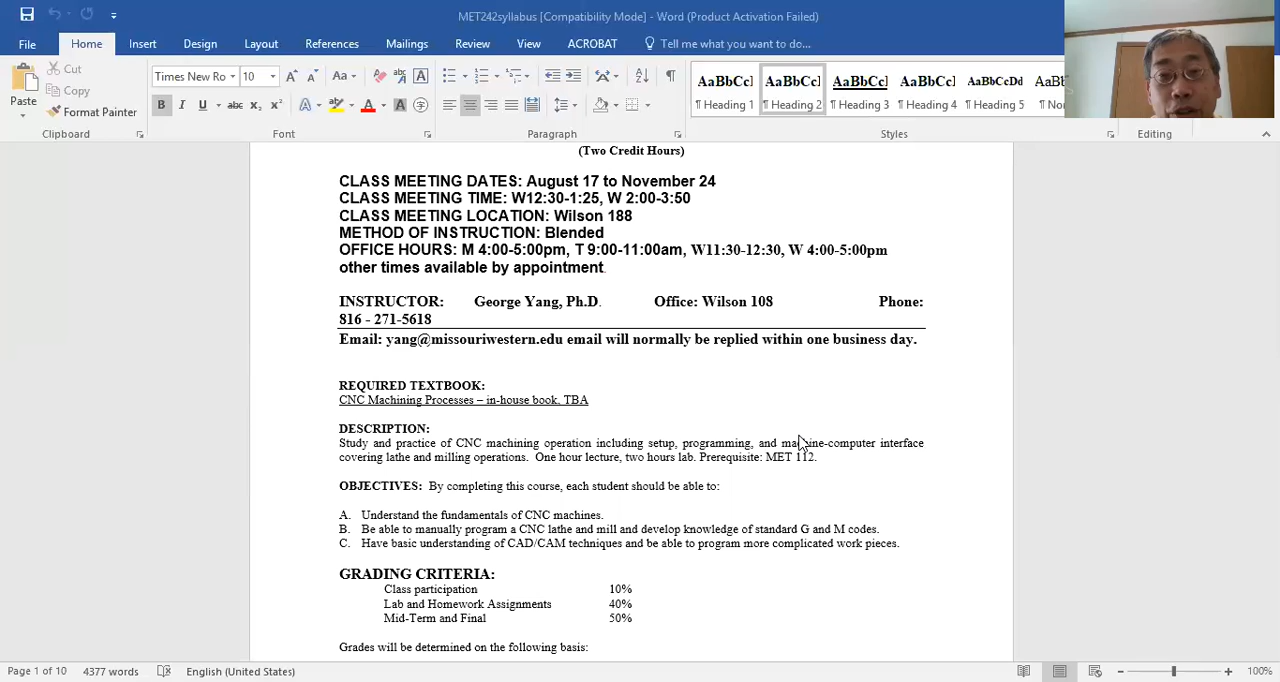 MET242syllabus [Compatibility Mode] - Word (Product Activation Failed)
File Home Insert Design Layout References Mailings Review View ACROBAT Tell me what you want to do...
Paste
Cut
Copy
Format Painter
Clipboard
Times New Ro 10
Font
Paragraph
AaBbCc AaBbCc AaBbCc AaBbCc AaBbCcDd AaBb
¶ Heading 1 ¶ Heading 2 ¶ Heading 3 ¶ Heading 4 ¶ Heading 5 ¶ No
Styles
Editing
(Two Credit Hours)
CLASS MEETING DATES: August 17 to November 24
CLASS MEETING TIME: W12:30-1:25, W 2:00-3:50
CLASS MEETING LOCATION: Wilson 188
METHOD OF INSTRUCTION: Blended
OFFICE HOURS: M 4:00-5:00pm, T 9:00-11:00am, W11:30-12:30, W 4:00-5:00pm
other times available by appointment.
INSTRUCTOR: George Yang, Ph.D. Office: Wilson 108 Phone:
816 - 271-5618
Email: yang@missouriwestern.edu email will normally be replied within one business day.
REQUIRED TEXTBOOK:
CNC Machining Processes – in-house book, TBA
DESCRIPTION:
Study and practice of CNC machining operation including setup, programming, and machine-computer interface
covering lathe and milling operations. One hour lecture, two hours lab. Prerequisite: MET 112.
OBJECTIVES: By completing this course, each student should be able to:
A. Understand the fundamentals of CNC machines.
B. Be able to manually program a CNC lathe and mill and develop knowledge of standard G and M codes.
C. Have basic understanding of CAD/CAM techniques and be able to program more complicated work pieces.
GRADING CRITERIA:
Class participation 10%
Lab and Homework Assignments 40%
Mid-Term and Final 50%
Grades will be determined on the following basis:
Page 1 of 10 4377 words English (United States) 100%